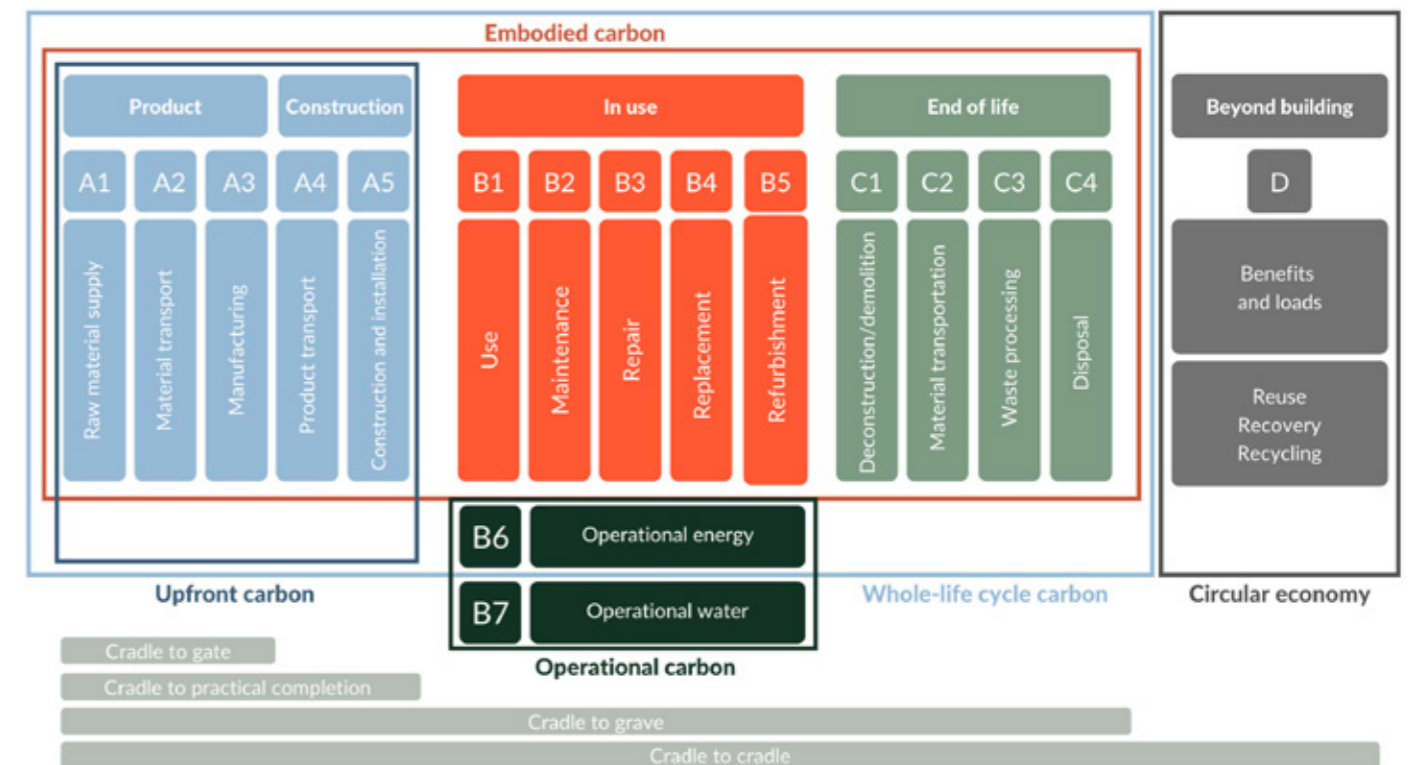 Embodied carbon
Product
Construction
In use
End of life
Beyond building
A1
A2
A3
A4
A5
B1
B2
B3
B4
B5
C1
C2
C3
C4
D
Raw material supply
Material transport
Manufacturing
Product transport
Construction and installation
Use
Maintenance
Repair
Replacement
Refurbishment
Deconstruction/demolition
Material transportation
Waste processing
Disposal
Benefits
and loads
Reuse
Recovery
Recycling
B6
Operational energy
B7
Operational water
Upfront carbon
Whole-life cycle carbon
Circular economy
Operational carbon
Cradle to gate
Cradle to practical completion
Cradle to grave
Cradle to cradle